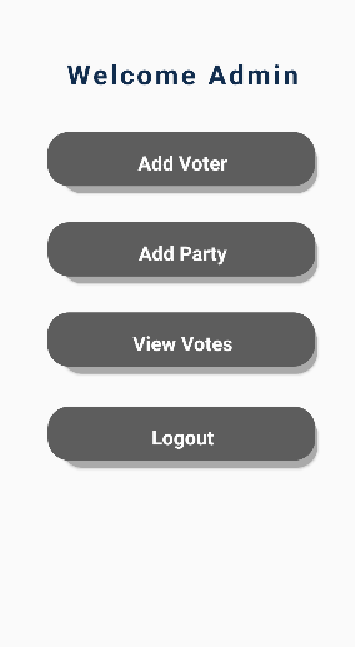 Welcome Admin
Add Voter
Add Party
View Votes
Logout